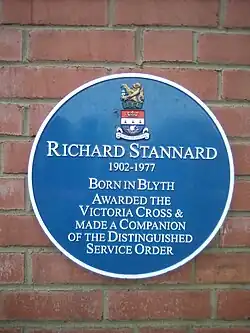 RICHARD STANNARD
1902-1977
BORN IN BLYTH
AWARDED THE
VICTORIA CROSS &
MADE A COMPANION
OF THE DISTINGUISHED
SERVICE ORDER